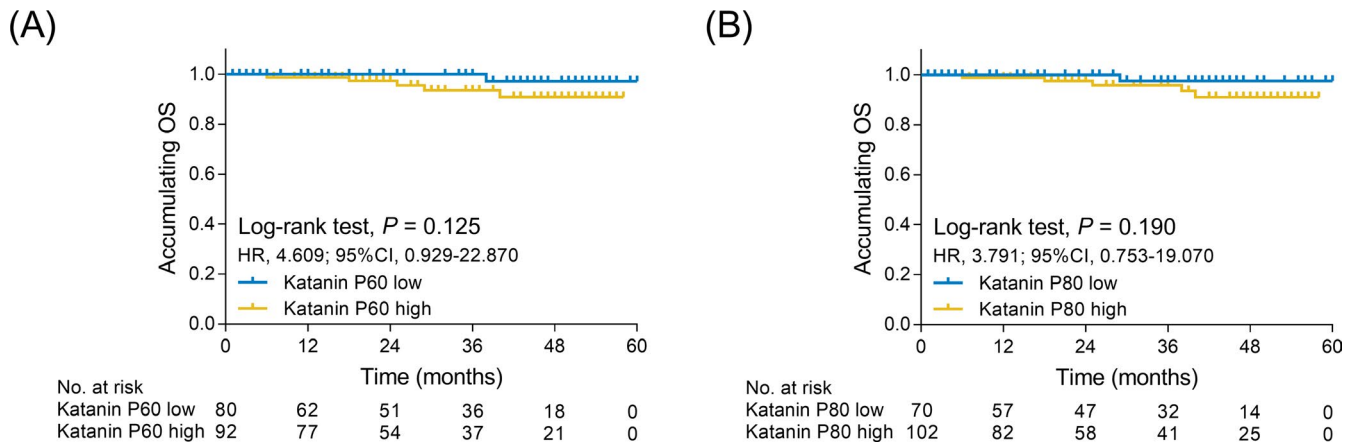 (A)
Accumulating OS
1.0
0.8
0.6
0.4
0.2
0.0
Log-rank test, P = 0.125
HR, 4.609; 95%CI, 0.929-22.870
Katanin P60 low
Katanin P60 high
0 12 24 36 48 60
Time (months)
No. at risk
Katanin P60 low 80 62 51 36 18 0
Katanin P60 high 92 77 54 37 21 0
(B)
Accumulating OS
1.0
0.8
0.6
0.4
0.2
0.0
Log-rank test, P = 0.190
HR, 3.791; 95%CI, 0.753-19.070
Katanin P80 low
Katanin P80 high
0 12 24 36 48 60
Time (months)
No. at risk
Katanin P80 low 70 57 47 32 14 0
Katanin P80 high 102 82 58 41 25 0